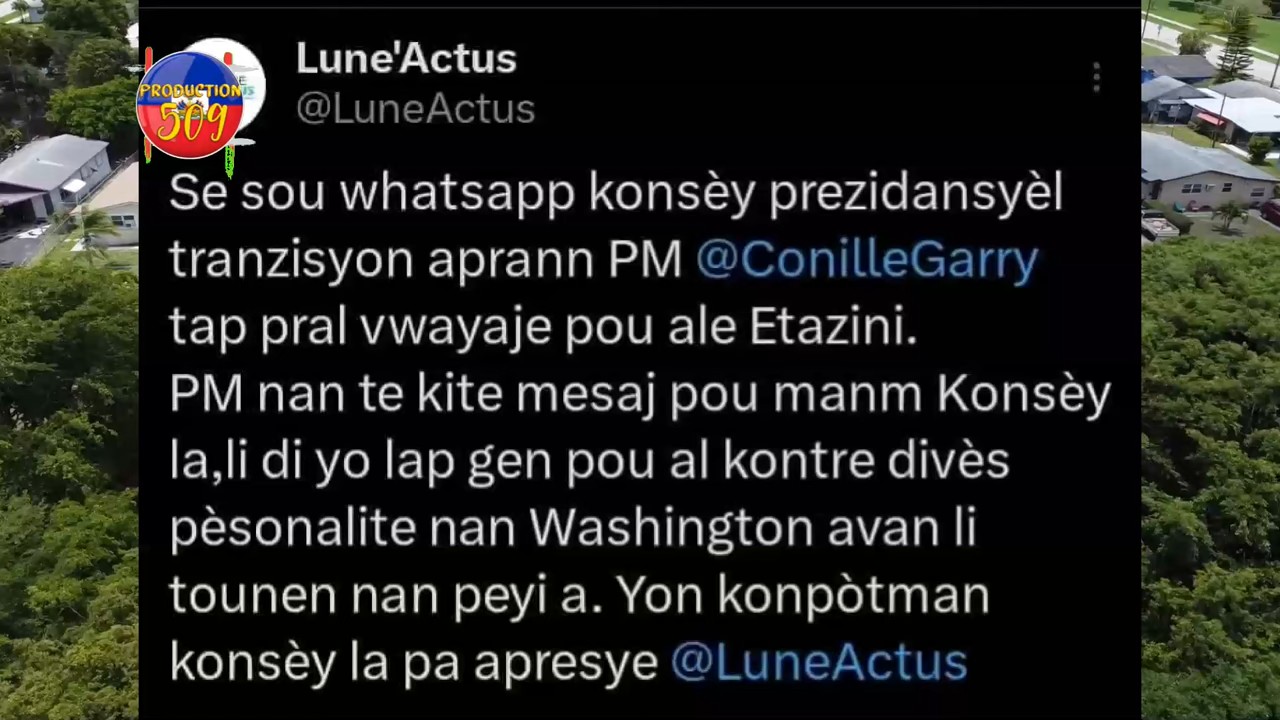 Lune'Actus
@LuneActus
PRODUCTION
509
Se sou whatsapp konsèy prezidansyèl
tranzisyon aprann PM @ConilleGarry
tap pral vwayaje pou ale Etazini.
PM nan te kite mesaj pou manm Konsèy
la,li di yo lap gen pou al kontre divès
pèsonalite nan Washington avan li
tounen nan peyi a. Yon konpòtman
konsèy la pa apresye @LuneActus